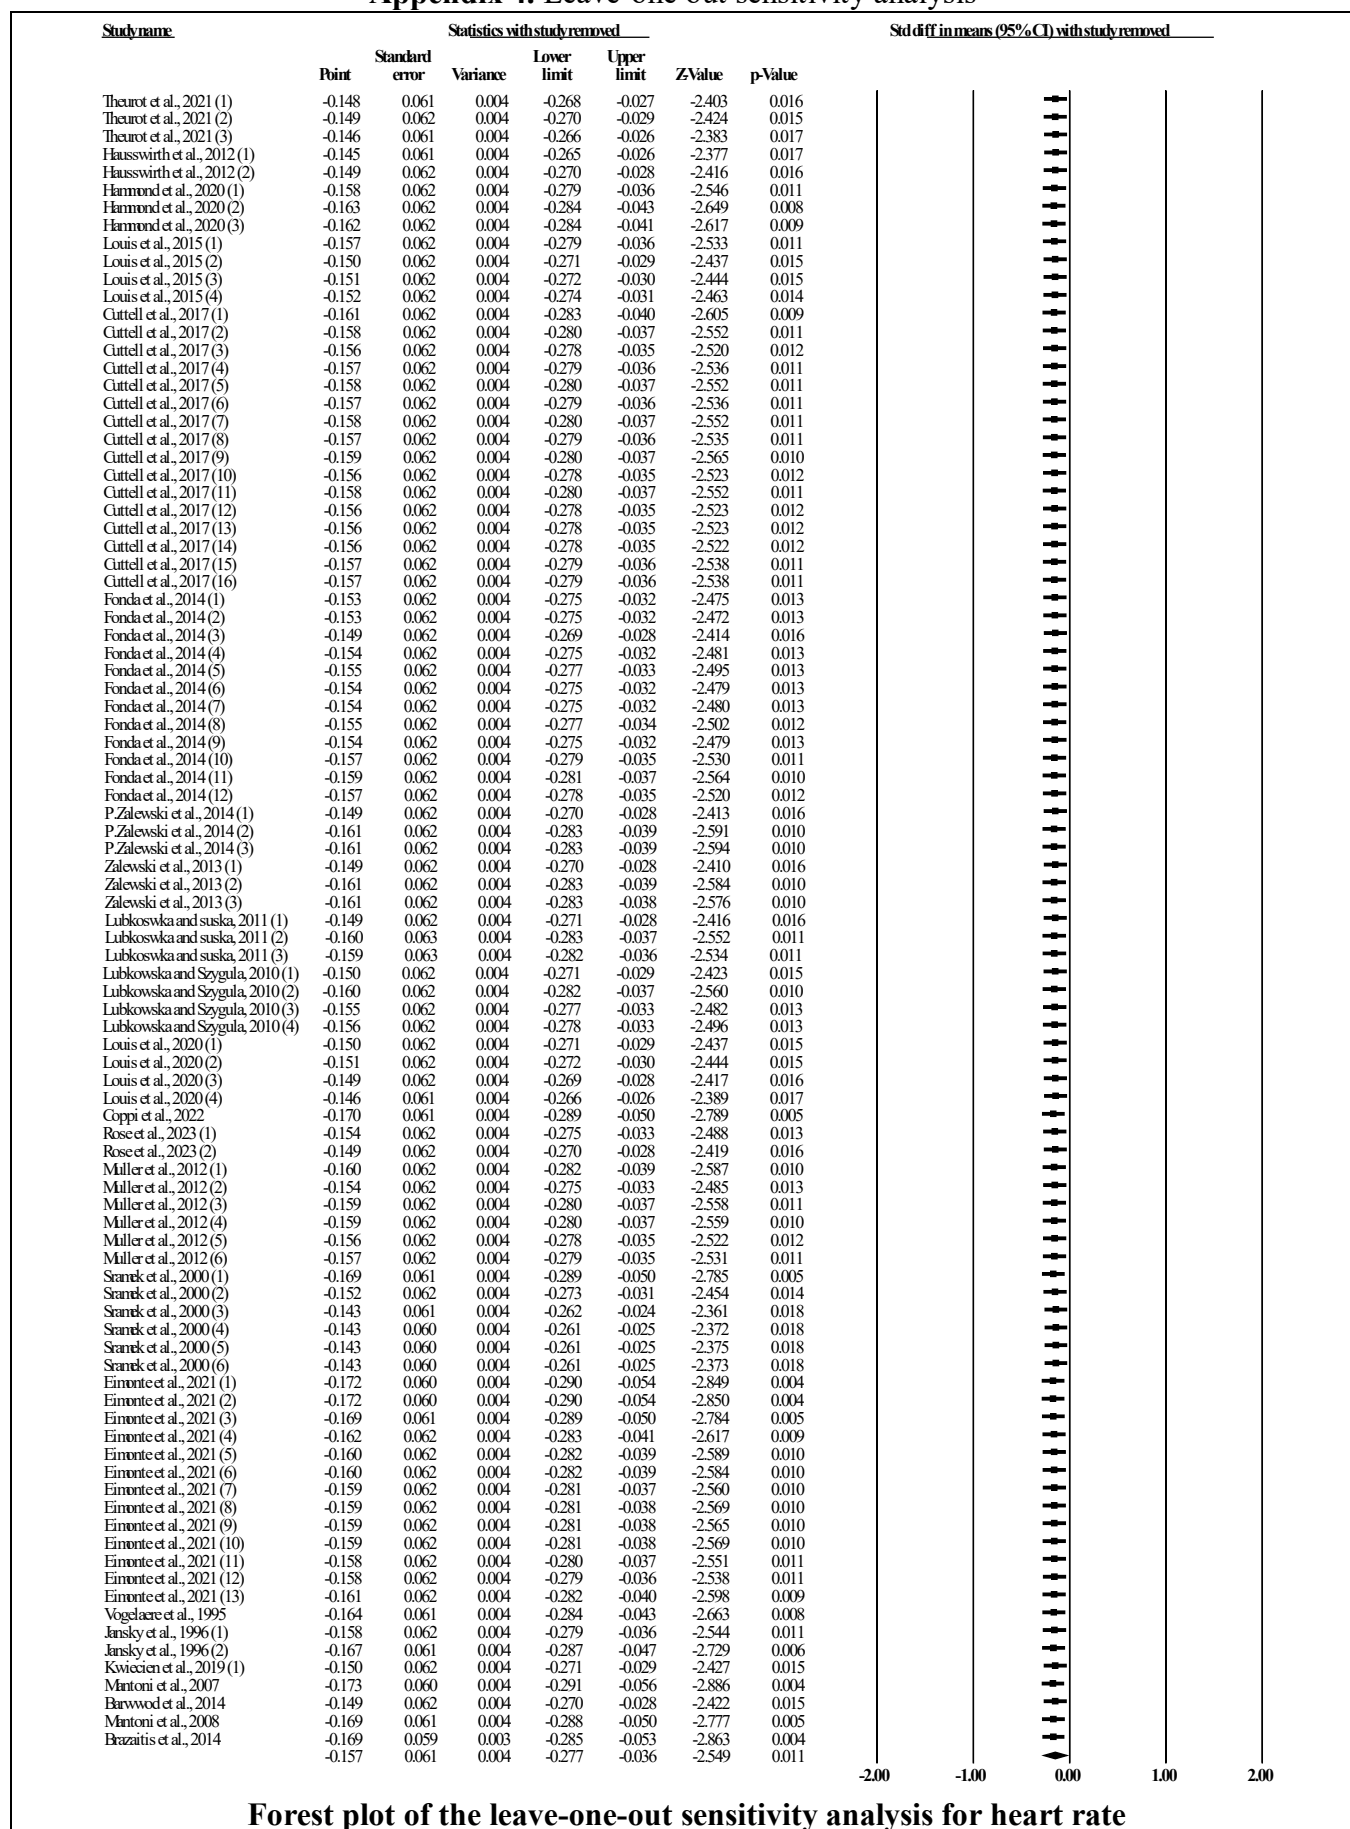 Appendix 4. Leave-one out sensitivity analysis
Study name Statistics with study removed Std diff in means (95% CI) with study removed
Standard Lower Upper
Point error Variance limit limit Z-Value p-Value
Theurot et al., 2021 (1) -0.148 0.061 0.004 -0.268 -0.027 -2.403 0.016
Theurot et al., 2021 (2) -0.149 0.062 0.004 -0.270 -0.029 -2.424 0.015
Theurot et al., 2021 (3) -0.146 0.061 0.004 -0.266 -0.026 -2.383 0.017
Hausswirth et al., 2012 (1) -0.145 0.061 0.004 -0.265 -0.026 -2.377 0.017
Hausswirth et al., 2012 (2) -0.149 0.062 0.004 -0.270 -0.028 -2.416 0.016
Hammond et al., 2020 (1) -0.158 0.062 0.004 -0.279 -0.036 -2.546 0.011
Hammond et al., 2020 (2) -0.163 0.062 0.004 -0.284 -0.043 -2.649 0.008
Hammond et al., 2020 (3) -0.162 0.062 0.004 -0.284 -0.041 -2.617 0.009
Louis et al., 2015 (1) -0.157 0.062 0.004 -0.279 -0.036 -2.533 0.011
Louis et al., 2015 (2) -0.150 0.062 0.004 -0.271 -0.029 -2.437 0.015
Louis et al., 2015 (3) -0.151 0.062 0.004 -0.272 -0.030 -2.444 0.015
Louis et al., 2015 (4) -0.152 0.062 0.004 -0.274 -0.031 -2.463 0.014
Cuttell et al., 2017 (1) -0.161 0.062 0.004 -0.283 -0.040 -2.605 0.009
Cuttell et al., 2017 (2) -0.158 0.062 0.004 -0.280 -0.037 -2.552 0.011
Cuttell et al., 2017 (3) -0.156 0.062 0.004 -0.278 -0.035 -2.520 0.012
Cuttell et al., 2017 (4) -0.157 0.062 0.004 -0.279 -0.036 -2.536 0.011
Cuttell et al., 2017 (5) -0.158 0.062 0.004 -0.280 -0.037 -2.552 0.011
Cuttell et al., 2017 (6) -0.157 0.062 0.004 -0.279 -0.036 -2.536 0.011
Cuttell et al., 2017 (7) -0.158 0.062 0.004 -0.280 -0.037 -2.552 0.011
Cuttell et al., 2017 (8) -0.157 0.062 0.004 -0.279 -0.036 -2.535 0.011
Cuttell et al., 2017 (9) -0.159 0.062 0.004 -0.280 -0.037 -2.565 0.010
Cuttell et al., 2017 (10) -0.156 0.062 0.004 -0.278 -0.035 -2.523 0.012
Cuttell et al., 2017 (11) -0.158 0.062 0.004 -0.280 -0.037 -2.552 0.011
Cuttell et al., 2017 (12) -0.156 0.062 0.004 -0.278 -0.035 -2.523 0.012
Cuttell et al., 2017 (13) -0.156 0.062 0.004 -0.278 -0.035 -2.523 0.012
Cuttell et al., 2017 (14) -0.156 0.062 0.004 -0.278 -0.035 -2.522 0.012
Cuttell et al., 2017 (15) -0.157 0.062 0.004 -0.279 -0.036 -2.538 0.011
Cuttell et al., 2017 (16) -0.157 0.062 0.004 -0.279 -0.036 -2.538 0.011
Fonda et al., 2014 (1) -0.153 0.062 0.004 -0.275 -0.032 -2.475 0.013
Fonda et al., 2014 (2) -0.153 0.062 0.004 -0.275 -0.032 -2.472 0.013
Fonda et al., 2014 (3) -0.149 0.062 0.004 -0.269 -0.028 -2.414 0.016
Fonda et al., 2014 (4) -0.154 0.062 0.004 -0.275 -0.032 -2.481 0.013
Fonda et al., 2014 (5) -0.155 0.062 0.004 -0.277 -0.033 -2.495 0.013
Fonda et al., 2014 (6) -0.154 0.062 0.004 -0.275 -0.032 -2.479 0.013
Fonda et al., 2014 (7) -0.154 0.062 0.004 -0.275 -0.032 -2.480 0.013
Fonda et al., 2014 (8) -0.155 0.062 0.004 -0.277 -0.034 -2.502 0.012
Fonda et al., 2014 (9) -0.154 0.062 0.004 -0.275 -0.032 -2.479 0.013
Fonda et al., 2014 (10) -0.157 0.062 0.004 -0.279 -0.035 -2.530 0.011
Fonda et al., 2014 (11) -0.159 0.062 0.004 -0.281 -0.037 -2.564 0.010
Fonda et al., 2014 (12) -0.157 0.062 0.004 -0.278 -0.035 -2.520 0.012
P.Zalewski et al., 2014 (1) -0.149 0.062 0.004 -0.270 -0.028 -2.413 0.016
P.Zalewski et al., 2014 (2) -0.161 0.062 0.004 -0.283 -0.039 -2.591 0.010
P.Zalewski et al., 2014 (3) -0.161 0.062 0.004 -0.283 -0.039 -2.594 0.010
Zalewski et al., 2013 (1) -0.149 0.062 0.004 -0.270 -0.028 -2.410 0.016
Zalewski et al., 2013 (2) -0.161 0.062 0.004 -0.283 -0.039 -2.584 0.010
Zalewski et al., 2013 (3) -0.161 0.062 0.004 -0.283 -0.038 -2.576 0.010
Lubkoswka and suska, 2011 (1) -0.149 0.062 0.004 -0.271 -0.028 -2.416 0.016
Lubkoswka and suska, 2011 (2) -0.160 0.063 0.004 -0.283 -0.037 -2.552 0.011
Lubkoswka and suska, 2011 (3) -0.159 0.063 0.004 -0.282 -0.036 -2.534 0.011
Lubkowska and Szygula, 2010 (1) -0.150 0.062 0.004 -0.271 -0.029 -2.423 0.015
Lubkowska and Szygula, 2010 (2) -0.160 0.062 0.004 -0.282 -0.037 -2.560 0.010
Lubkowska and Szygula, 2010 (3) -0.155 0.062 0.004 -0.277 -0.033 -2.482 0.013
Lubkowska and Szygula, 2010 (4) -0.156 0.062 0.004 -0.278 -0.033 -2.496 0.013
Louis et al., 2020 (1) -0.150 0.062 0.004 -0.271 -0.029 -2.437 0.015
Louis et al., 2020 (2) -0.151 0.062 0.004 -0.272 -0.030 -2.444 0.015
Louis et al., 2020 (3) -0.149 0.062 0.004 -0.269 -0.028 -2.417 0.016
Louis et al., 2020 (4) -0.146 0.061 0.004 -0.266 -0.026 -2.389 0.017
Coppi et al., 2022 -0.170 0.061 0.004 -0.289 -0.050 -2.789 0.005
Rose et al., 2023 (1) -0.154 0.062 0.004 -0.275 -0.033 -2.488 0.013
Rose et al., 2023 (2) -0.149 0.062 0.004 -0.270 -0.028 -2.419 0.016
Muller et al., 2012 (1) -0.160 0.062 0.004 -0.282 -0.039 -2.587 0.010
Muller et al., 2012 (2) -0.154 0.062 0.004 -0.275 -0.033 -2.485 0.013
Muller et al., 2012 (3) -0.159 0.062 0.004 -0.280 -0.037 -2.558 0.011
Muller et al., 2012 (4) -0.159 0.062 0.004 -0.280 -0.037 -2.559 0.010
Muller et al., 2012 (5) -0.156 0.062 0.004 -0.278 -0.035 -2.522 0.012
Muller et al., 2012 (6) -0.157 0.062 0.004 -0.279 -0.035 -2.531 0.011
Sramek et al., 2000 (1) -0.169 0.061 0.004 -0.289 -0.050 -2.785 0.005
Sramek et al., 2000 (2) -0.152 0.062 0.004 -0.273 -0.031 -2.454 0.014
Sramek et al., 2000 (3) -0.143 0.061 0.004 -0.262 -0.024 -2.361 0.018
Sramek et al., 2000 (4) -0.143 0.060 0.004 -0.261 -0.025 -2.372 0.018
Sramek et al., 2000 (5) -0.143 0.060 0.004 -0.261 -0.025 -2.375 0.018
Sramek et al., 2000 (6) -0.143 0.060 0.004 -0.261 -0.025 -2.373 0.018
Eimonte et al., 2021 (1) -0.172 0.060 0.004 -0.290 -0.054 -2.849 0.004
Eimonte et al., 2021 (2) -0.172 0.060 0.004 -0.290 -0.054 -2.850 0.004
Eimonte et al., 2021 (3) -0.169 0.061 0.004 -0.289 -0.050 -2.784 0.005
Eimonte et al., 2021 (4) -0.162 0.062 0.004 -0.283 -0.041 -2.617 0.009
Eimonte et al., 2021 (5) -0.160 0.062 0.004 -0.282 -0.039 -2.589 0.010
Eimonte et al., 2021 (6) -0.160 0.062 0.004 -0.282 -0.039 -2.584 0.010
Eimonte et al., 2021 (7) -0.159 0.062 0.004 -0.281 -0.037 -2.560 0.010
Eimonte et al., 2021 (8) -0.159 0.062 0.004 -0.281 -0.038 -2.569 0.010
Eimonte et al., 2021 (9) -0.159 0.062 0.004 -0.281 -0.038 -2.565 0.010
Eimonte et al., 2021 (10) -0.159 0.062 0.004 -0.281 -0.038 -2.569 0.010
Eimonte et al., 2021 (11) -0.158 0.062 0.004 -0.280 -0.037 -2.551 0.011
Eimonte et al., 2021 (12) -0.158 0.062 0.004 -0.279 -0.036 -2.538 0.011
Eimonte et al., 2021 (13) -0.161 0.062 0.004 -0.282 -0.040 -2.598 0.009
Vogelaere et al., 1995 -0.164 0.061 0.004 -0.284 -0.043 -2.663 0.008
Jansky et al., 1996 (1) -0.158 0.062 0.004 -0.279 -0.036 -2.544 0.011
Jansky et al., 1996 (2) -0.167 0.061 0.004 -0.287 -0.047 -2.729 0.006
Kwiecien et al., 2019 (1) -0.150 0.062 0.004 -0.271 -0.029 -2.427 0.015
Mantoni et al., 2007 -0.173 0.060 0.004 -0.291 -0.056 -2.886 0.004
Barwwod et al., 2014 -0.149 0.062 0.004 -0.270 -0.028 -2.422 0.015
Mantoni et al., 2008 -0.169 0.061 0.004 -0.288 -0.050 -2.777 0.005
Brazaitis et al., 2014 -0.169 0.059 0.003 -0.285 -0.053 -2.863 0.004
-0.157 0.061 0.004 -0.277 -0.036 -2.549 0.011
-2.00 -1.00 0.00 1.00 2.00
Forest plot of the leave-one-out sensitivity analysis for heart rate